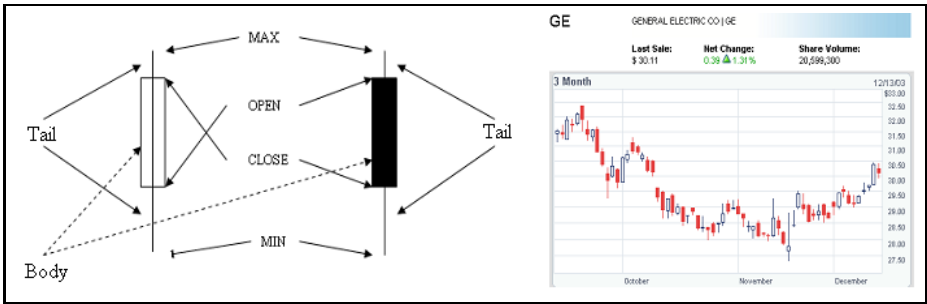 MAX
OPEN
CLOSE
MIN
Tail
Tail
Body
GE
GENERAL ELECTRIC CO | GE
Last Sale: Net Change: Share Volume:
$ 30.11 0.39 1.31% 20,599,300
3 Month 12/13/03
$33.00
32.50
32.00
31.50
31.00
30.50
30.00
29.50
29.00
28.50
28.00
27.50
October November December